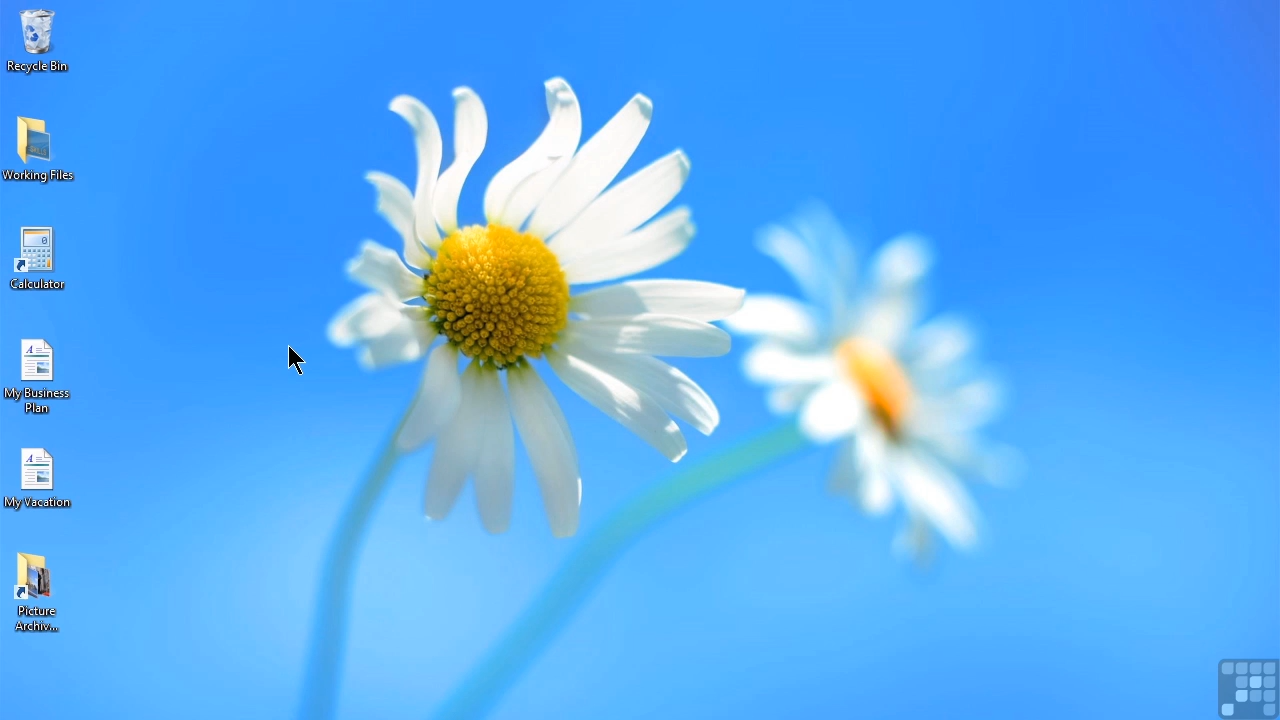 Recycle Bin
Working Files
Calculator
My Business
Plan
My Vacation
Picture
Archiv...